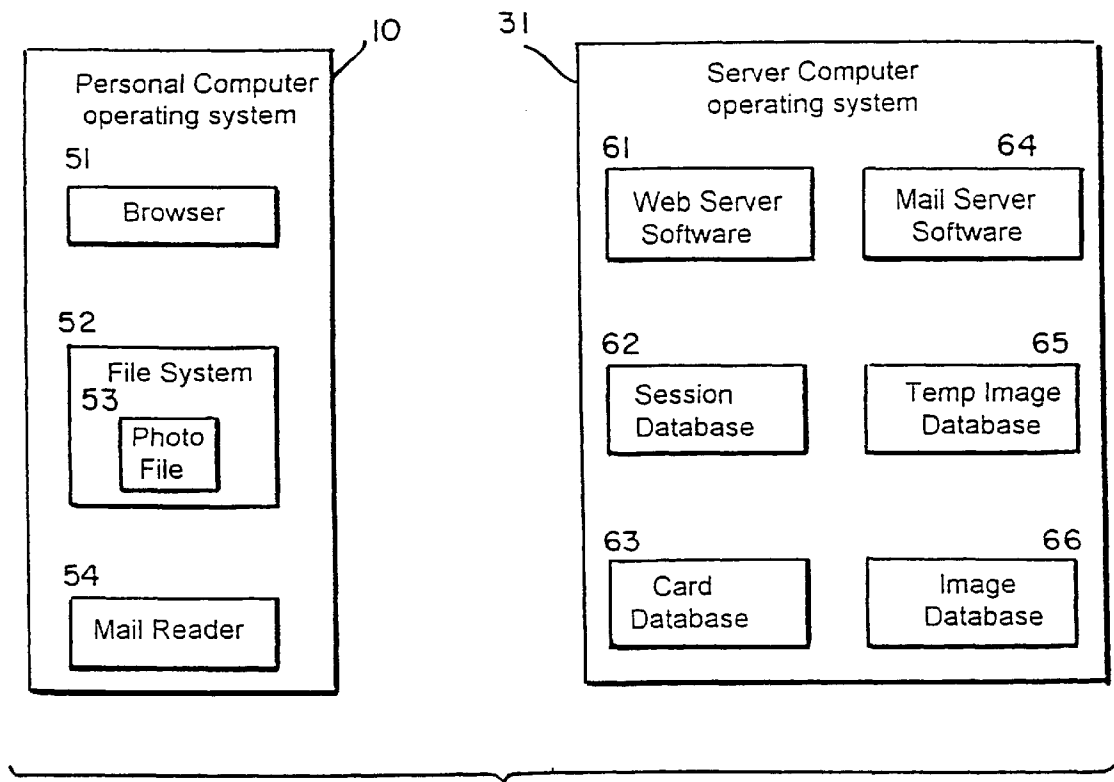 10
Personal Computer
operating system
51
Browser
52
File System
53
Photo
File
54
Mail Reader
31
Server Computer
operating system
61
Web Server
Software
64
Mail Server
Software
62
Session
Database
65
Temp Image
Database
63
Card
Database
66
Image
Database